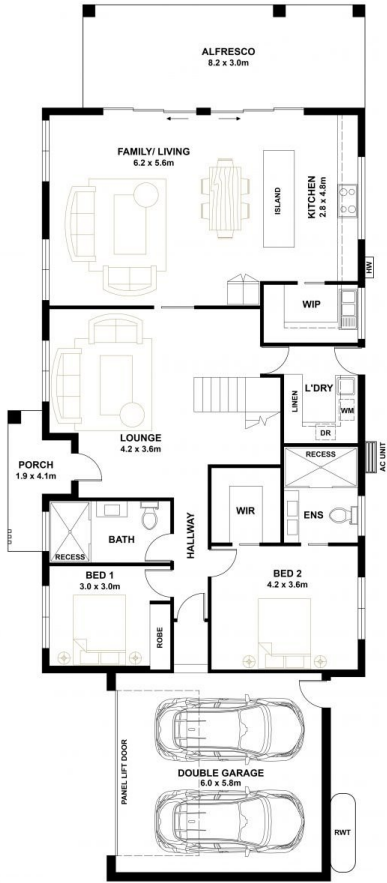 ALFRESCO
8.2 x 3.0m
FAMILY/ LIVING
6.2 x 5.6m
ISLAND
KITCHEN
2.8 x 4.8m
HW
WIP
LINEN
L'DRY
WM
DR
LOUNGE
4.2 x 3.6m
AC UNIT
PORCH
1.9 x 4.1m
RECESS
WIR
ENS
HALLWAY
BATH
RECESS
BED 1
3.0 x 3.0m
BED 2
4.2 x 3.6m
ROBE
PANEL LIFT DOOR
DOUBLE GARAGE
6.0 x 5.8m
RWT